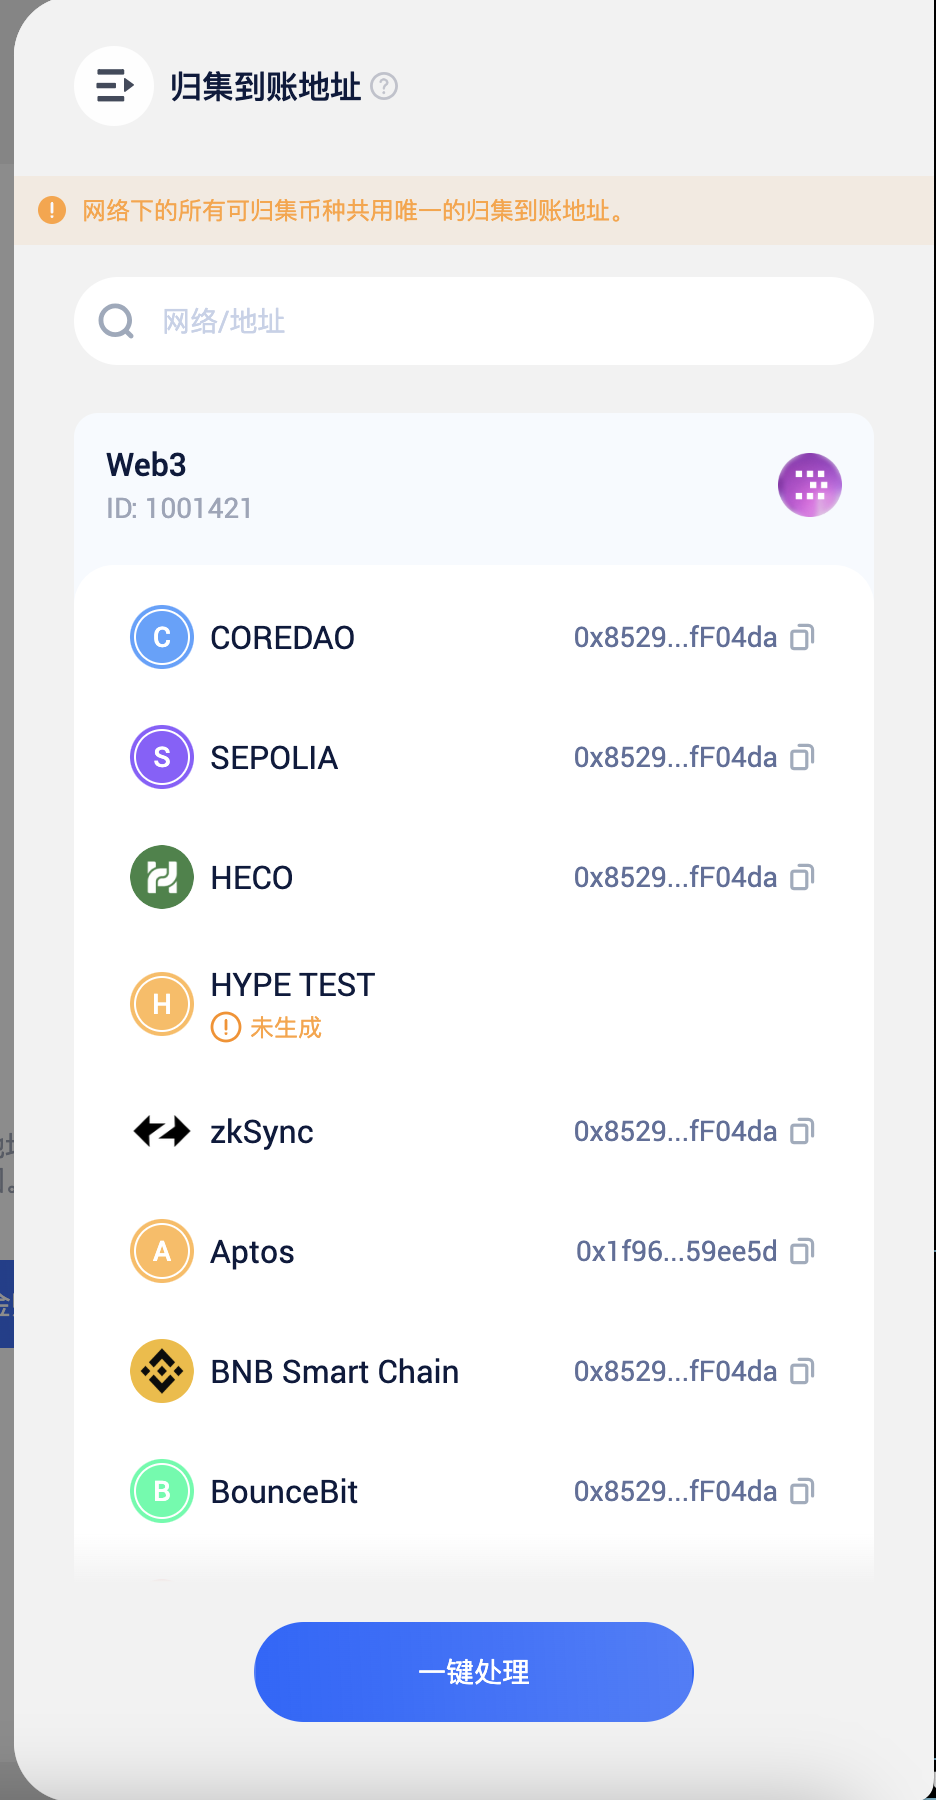 归集到账地址 ?
网络下的所有可归集币种共用唯一的归集到账地址。
网络/地址
Web3
ID: 1001421
C COREDAO 0x8529...fF04da
S SEPOLIA 0x8529...fF04da
HECO 0x8529...fF04da
H HYPE TEST
未生成
zkSync 0x8529...fF04da
A Aptos 0x1f96...59ee5d
BNB Smart Chain 0x8529...fF04da
B BounceBit 0x8529...fF04da
一键处理